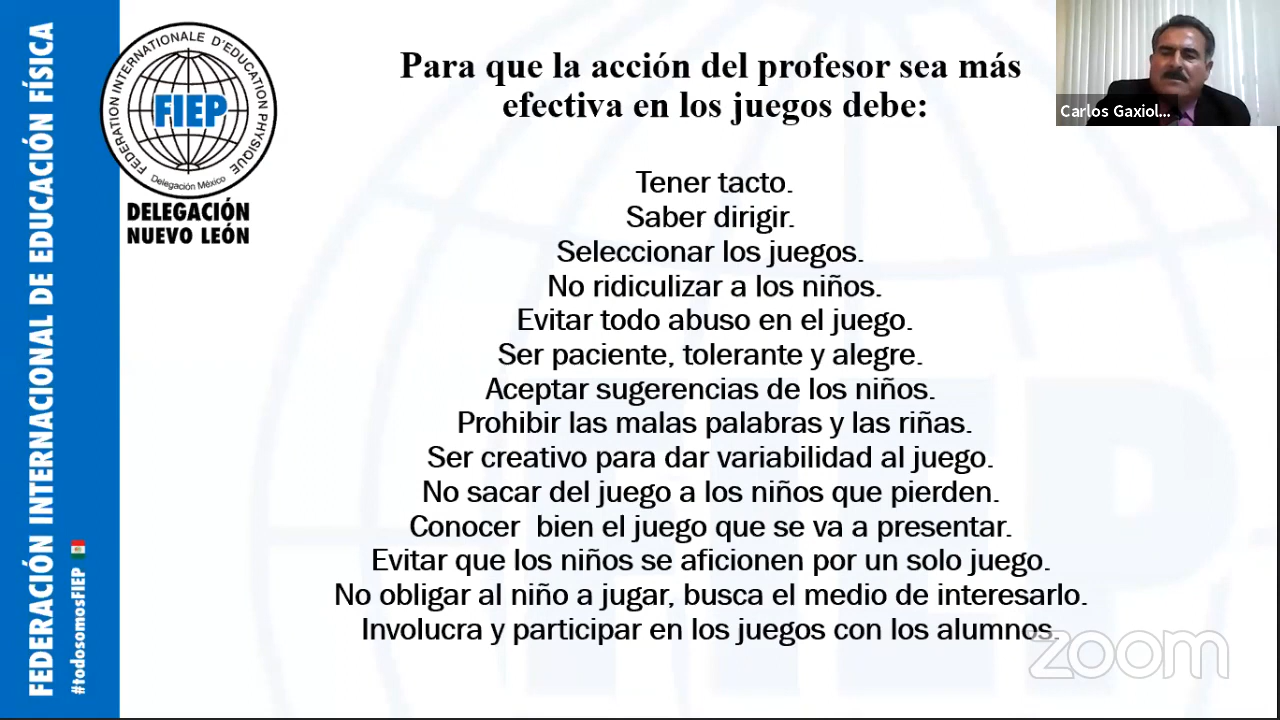 FEDERACIÓN INTERNACIONAL DE EDUCACIÓN FÍSICA
#todosomosFIEP
FEDERATION INTERNATIONALE D'EDUCATION PHYSIQUE
FIEP
Delegación México
DELEGACIÓN
NUEVO LEÓN
Para que la acción del profesor sea más
efectiva en los juegos debe:
Tener tacto.
Saber dirigir.
Seleccionar los juegos.
No ridiculizar a los niños.
Evitar todo abuso en el juego.
Ser paciente, tolerante y alegre.
Aceptar sugerencias de los niños.
Prohibir las malas palabras y las riñas.
Ser creativo para dar variabilidad al juego.
No sacar del juego a los niños que pierden.
Conocer  bien el juego que se va a presentar.
Evitar que los niños se aficionen por un solo juego.
No obligar al niño a jugar, busca el medio de interesarlo.
Involucra y participar en los juegos con los alumnos.
Carlos Gaxiol...
zoom